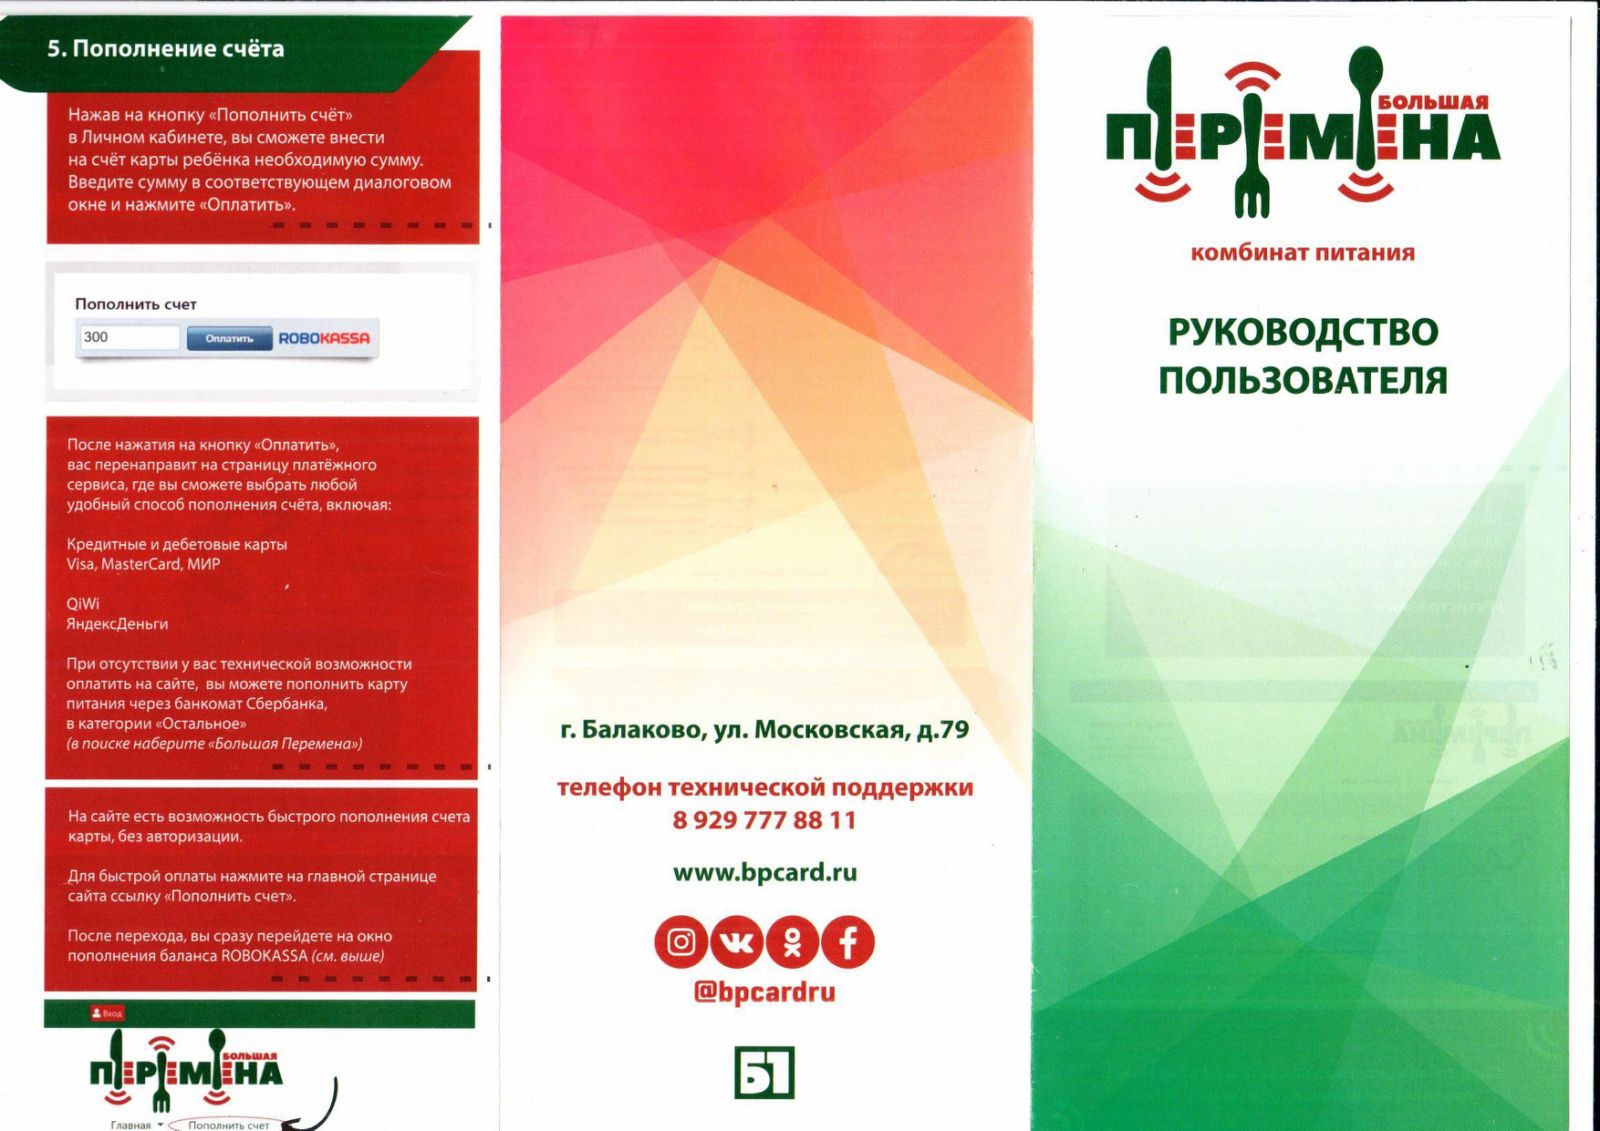 5. Пополнение счёта
Нажав на кнопку «Пополнить счёт»
в Личном кабинете, вы сможете внести
на счёт карты ребёнка необходимую сумму.
Введите сумму в соответствующем диалоговом
окне и нажмите «Оплатить».
Пополнить счет
300
Оплатить
ROBOKASSA
После нажатия на кнопку «Оплатить»,
вас перенаправит на страницу платёжного
сервиса, где вы сможете выбрать любой
удобный способ пополнения счёта, включая:
Кредитные и дебетовые карты
Visa, MasterCard, МИР
QiWi
ЯндексДеньги
При отсутствии у вас технической возможности
оплатить на сайте, вы можете пополнить карту
питания через банкомат Сбербанка,
в категории «Остальное»
(в поиске наберите «Большая Перемена»)
На сайте есть возможность быстрого пополнения счета
карты, без авторизации.
Для быстрой оплаты нажмите на главной странице
сайта ссылку «Пополнить счет».
После перехода, вы сразу перейдете на окно
пополнения баланса ROBOKASSA (см. выше)
Вход
БОЛЬШАЯ
ПЕРЕМЕНА
Главная
Пополнить счет
г. Балаково, ул. Московская, д.79
телефон технической поддержки
8 929 777 88 11
www.bpcard.ru
@bpcardru
БП
БОЛЬШАЯ
ПЕРЕМЕНА
комбинат питания
РУКОВОДСТВО
ПОЛЬЗОВАТЕЛЯ